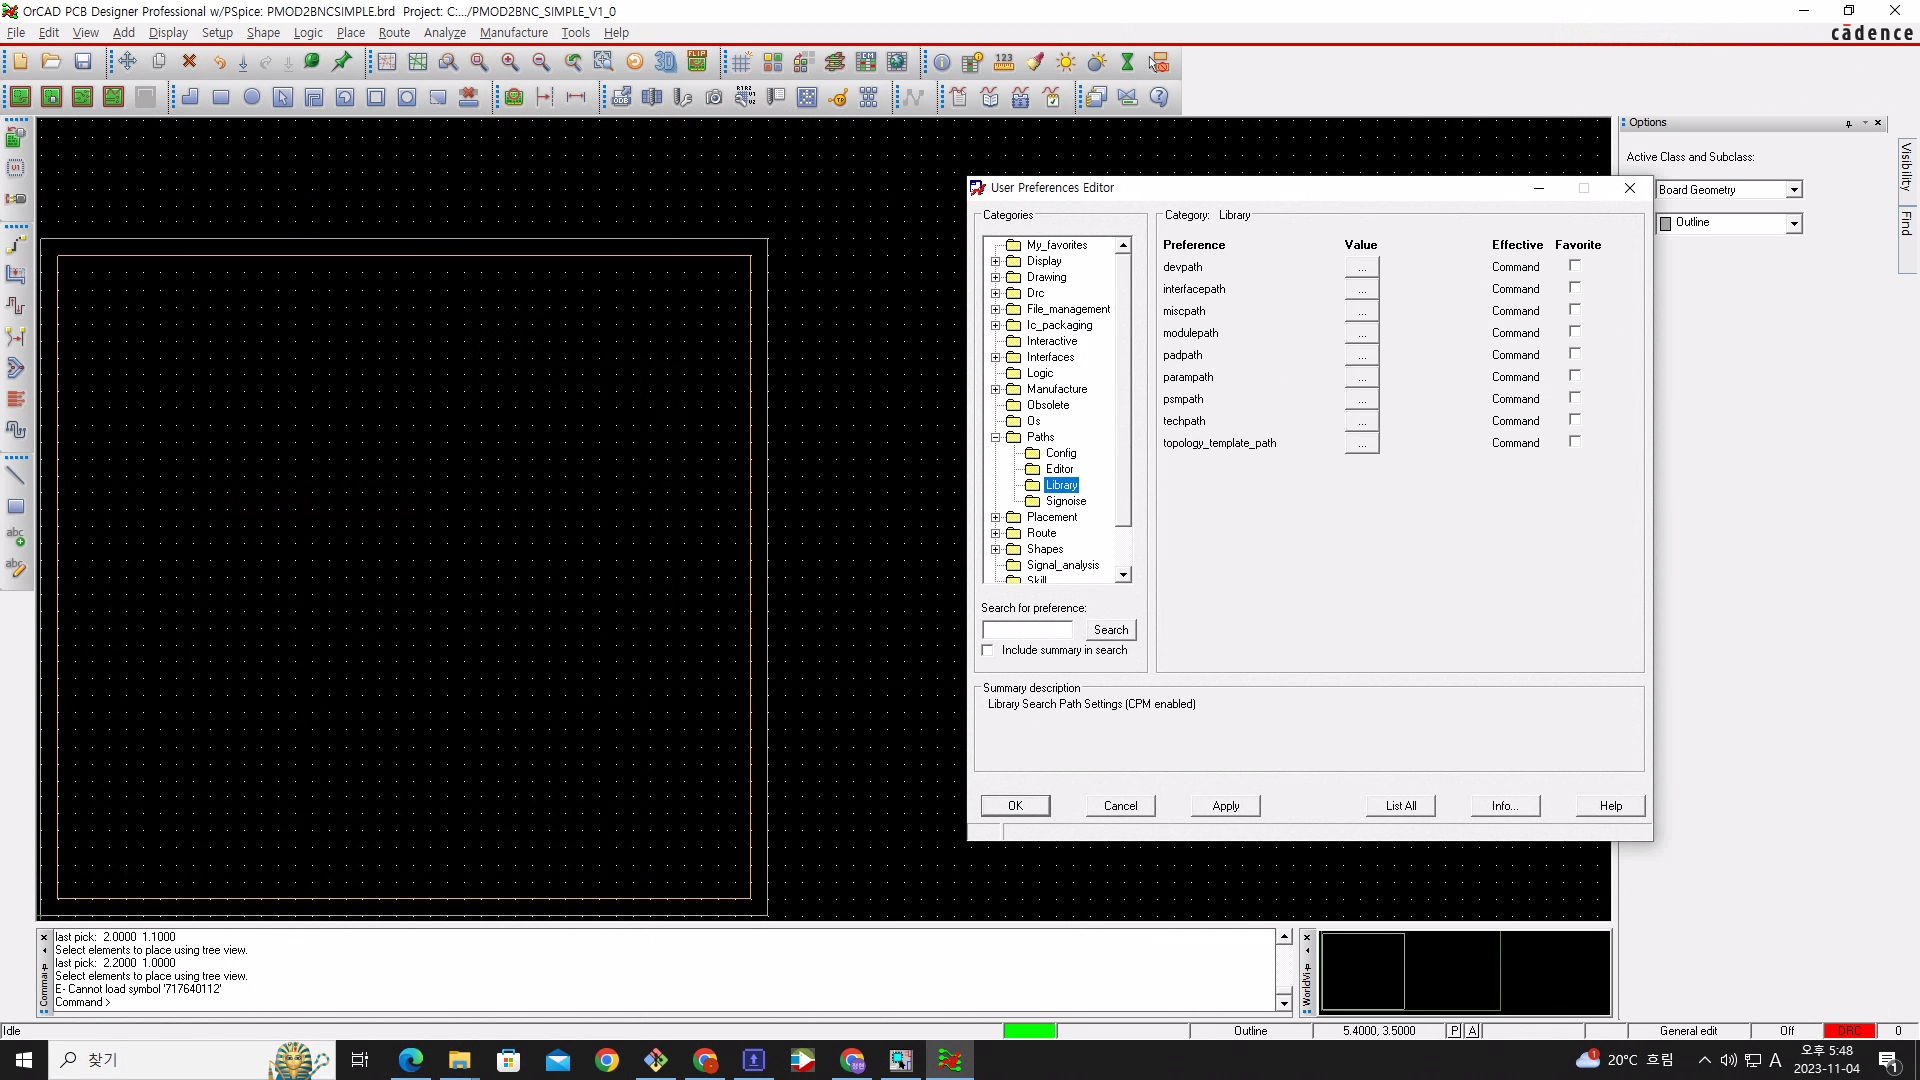 OrCAD PCB Designer Professional w/PSpice: PMOD2BNCSIMPLE.brd Project: C:.../PMOD2BNC_SIMPLE_V1_0
File Edit View Add Display Setup Shape Logic Place Route Analyze Manufacture Tools Help
cādence
Options
Active Class and Subclass:
Board Geometry
Outline
Visibility
Find
User Preferences Editor
Categories
My_favorites
Display
Drawing
Drc
File_management
Ic_packaging
Interactive
Interfaces
Logic
Manufacture
Obsolete
Os
Paths
Config
Editor
Library
Signoise
Placement
Route
Shapes
Signal_analysis
Skill
Search for preference:
Search
Include summary in search
Category: Library
Preference Value Effective Favorite
devpath ... Command
interfacepath ... Command
miscpath ... Command
modulepath ... Command
padpath ... Command
parampath ... Command
psmpath ... Command
techpath ... Command
topology_template_path ... Command
Summary description
Library Search Path Settings (CPM enabled)
OK Cancel Apply List All Info... Help
last pick: 2.0000 1.1000
Select elements to place using tree view.
last pick: 2.2000 1.0000
Select elements to place using tree view.
E- Cannot load symbol '717640112'
Command >
Idle Outline 5.4000, 3.5000 P A General edit Off DRC 0
찾기
20°C 흐림 A 오후 5:48
2023-11-04
1